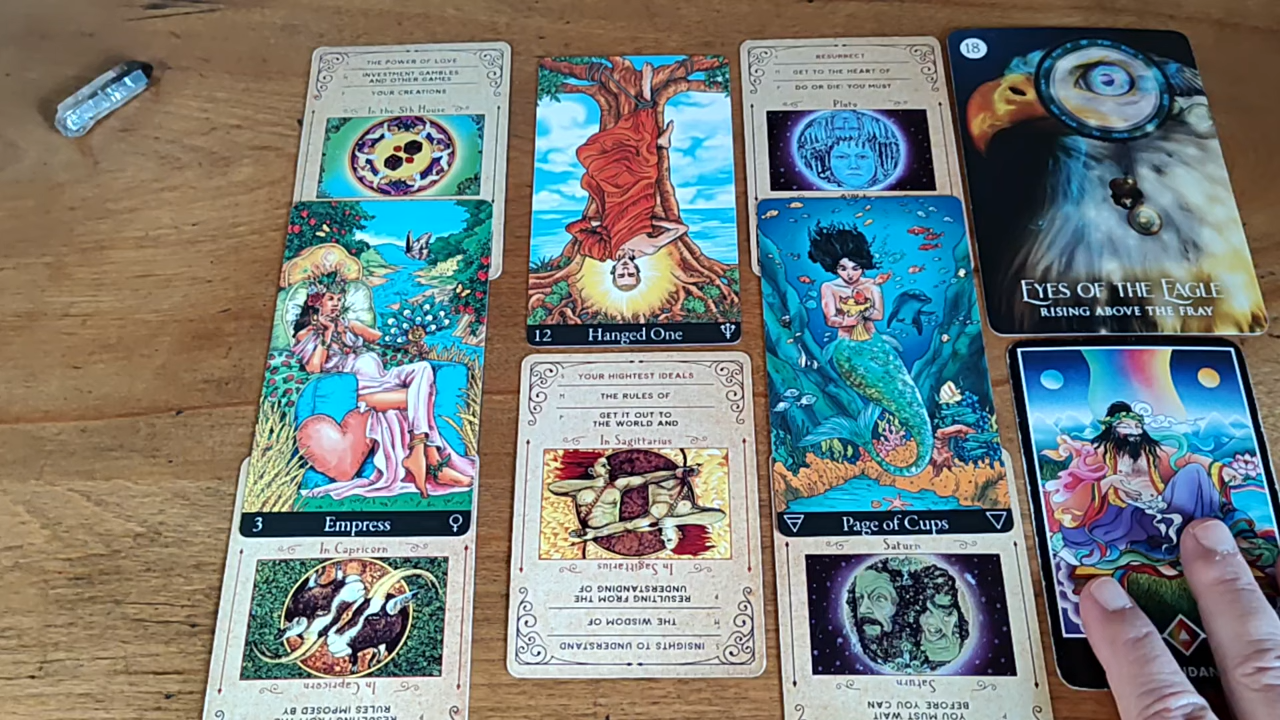 THE POWER OF LOVE
INVESTMENT GAMBLES
AND OTHER GAMES
YOUR CREATIONS
In the 5th House
3 Empress
In Capricorn
In Capricorn
RULES IMPOSED BY
12 Hanged One
S YOUR HIGHEST IDEALS
M THE RULES OF
P GET IT OUT TO
THE WORLD AND
In Sagittarius
In Sagittarius
P RESULTING FROM THE
UNDERSTANDING OF
M THE WISDOM OF
S INSIGHTS TO UNDERSTAND
RESURRECT
GET TO THE HEART OF
DO OR DIE: YOU MUST
Pluto
Page of Cups
Saturn
Saturn
YOU MUST WAIT
BEFORE YOU CAN
18
EYES OF THE EAGLE
RISING ABOVE THE FRAY